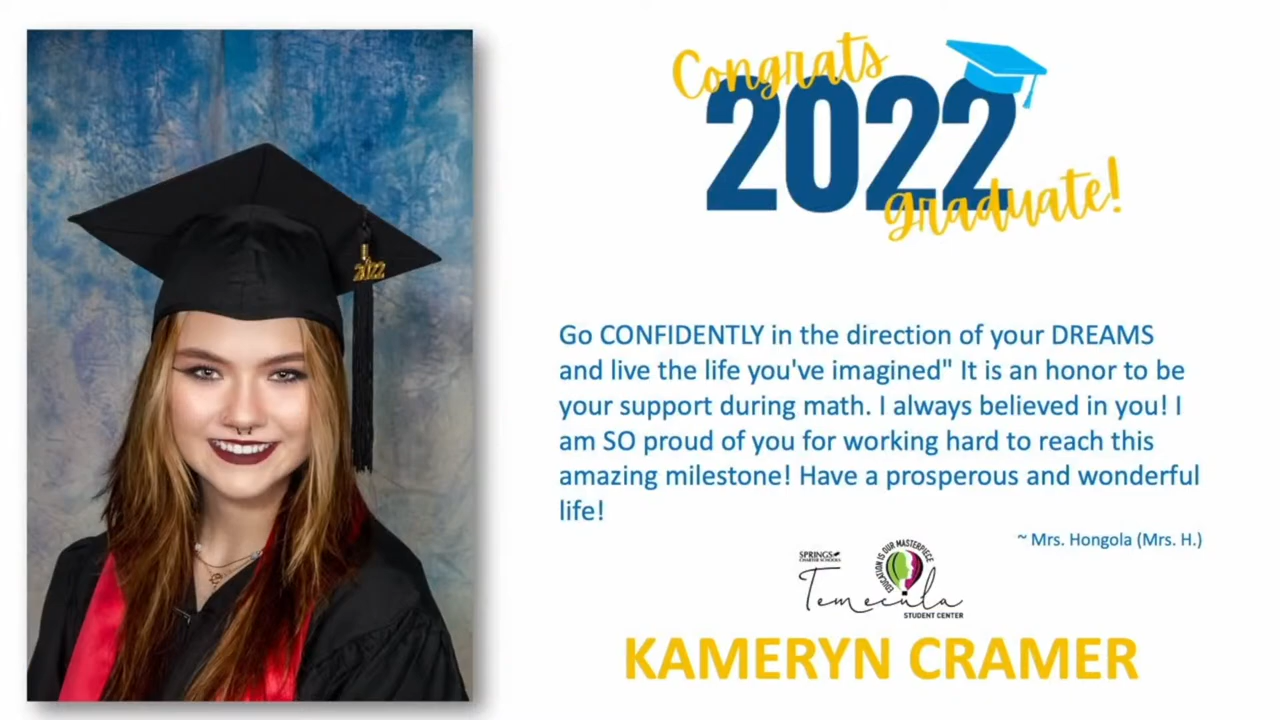 Congrats
2022
graduate!
2022
Go CONFIDENTLY in the direction of your DREAMS
and live the life you've imagined" It is an honor to be
your support during math. I always believed in you! I
am SO proud of you for working hard to reach this
amazing milestone! Have a prosperous and wonderful
life!
~ Mrs. Hongola (Mrs. H.)
SPRINGS
CHARTER SCHOOLS
EDUCATION IS OUR MASTERPIECE
Temecula
STUDENT CENTER
KAMERYN CRAMER